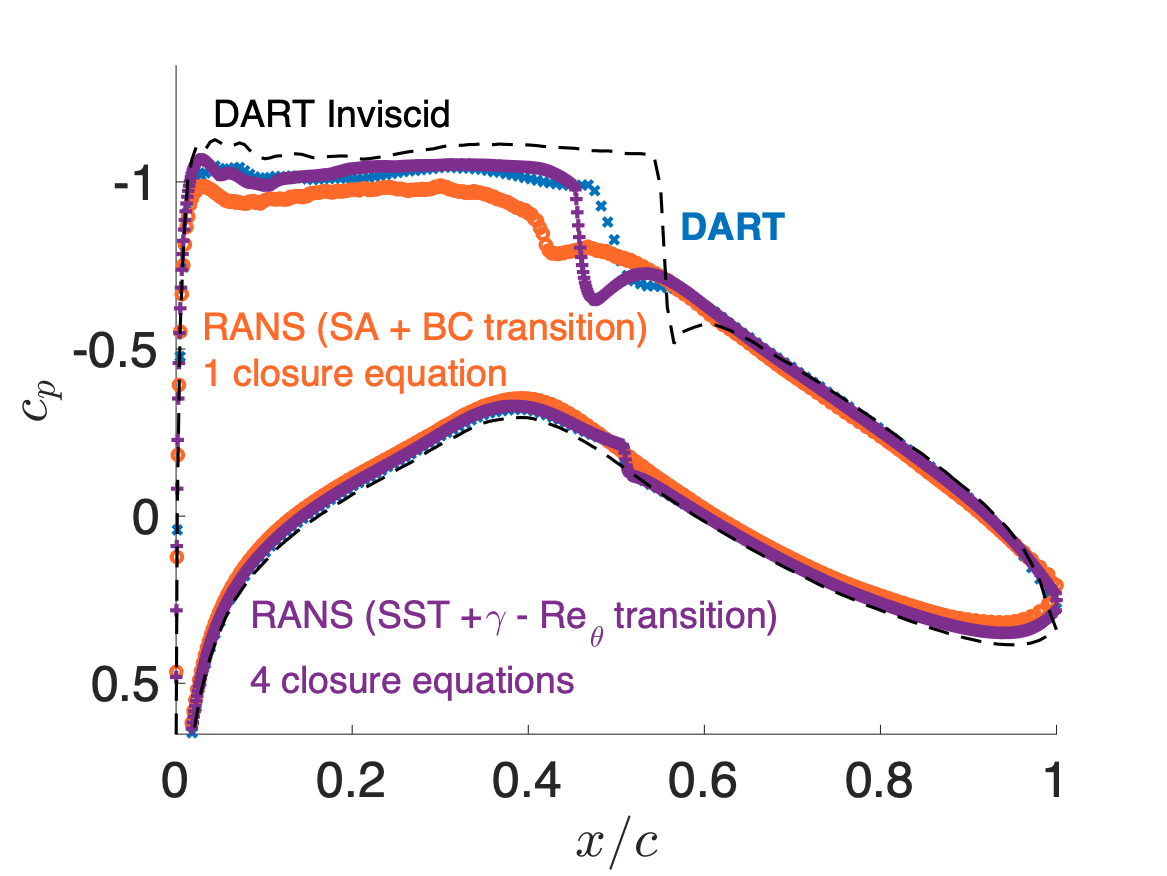 DART Inviscid
-1
DART
RANS (SA + BC transition)
1 closure equation
-0.5
c_p
0
RANS (SST + γ - Re_θ transition)
4 closure equations
0.5
0 0.2 0.4 0.6 0.8 1
x/c